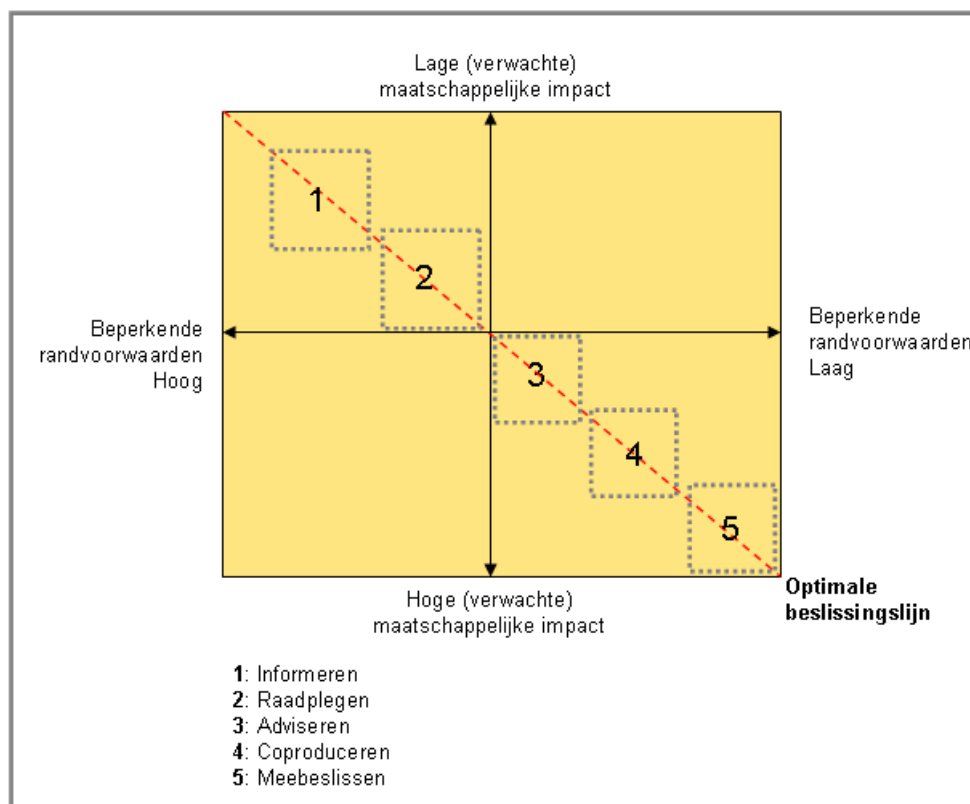 Lage (verwachte)
maatschappelijke impact
1
2
Beperkende
randvoorwaarden
Hoog
Beperkende
randvoorwaarden
Laag
3
4
5
Optimale
beslissingslijn
Hoge (verwachte)
maatschappelijke impact
1: Informeren
2: Raadplegen
3: Adviseren
4: Coproduceren
5: Meebeslissen